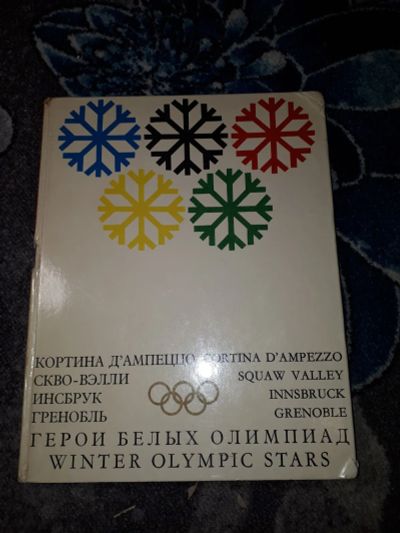 КОРТИНА Д'АМПЕЦЦО CORTINA D'AMPEZZO
СКВО-ВЭЛЛИ SQUAW VALLEY
ИНСБРУК INNSBRUCK
ГРЕНОБЛЬ GRENOBLE
ГЕРОИ БЕЛЫХ ОЛИМПИАД
WINTER OLYMPIC STARS